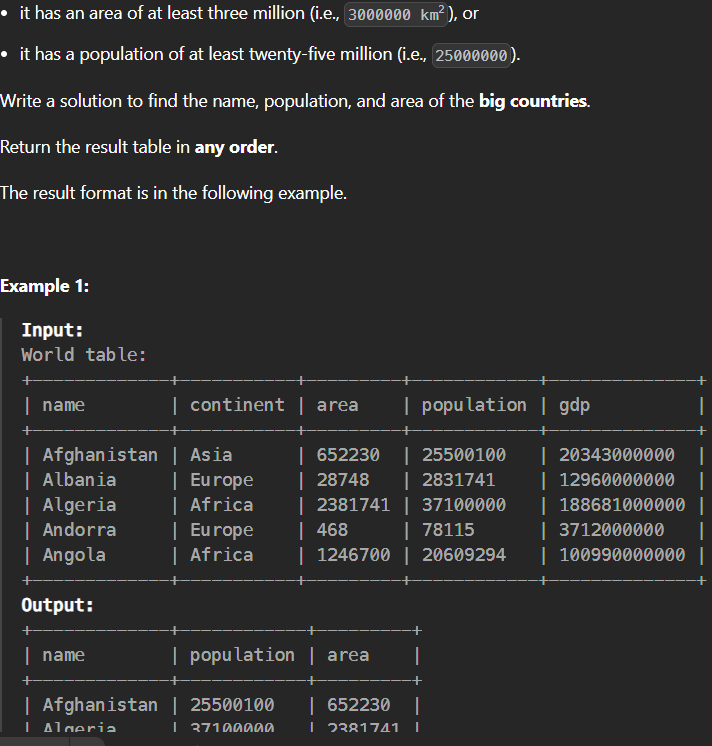 • it has an area of at least three million (i.e., 3000000 km²), or
• it has a population of at least twenty-five million (i.e., 25000000).
Write a solution to find the name, population, and area of the big countries.
Return the result table in any order.
The result format is in the following example.
Example 1:
Input:
World table:
+-------------+-----------+---------+------------+--------------+
| name        | continent | area    | population | gdp          |
+-------------+-----------+---------+------------+--------------+
| Afghanistan | Asia      | 652230  | 25500100   | 20343000000  |
| Albania     | Europe    | 28748   | 2831741    | 12960000000  |
| Algeria     | Africa    | 2381741 | 37100000   | 188681000000 |
| Andorra     | Europe    | 468     | 78115      | 3712000000   |
| Angola      | Africa    | 1246700 | 20609294   | 100990000000 |
+-------------+-----------+---------+------------+--------------+
Output:
+-------------+------------+---------+
| name        | population | area    |
+-------------+------------+---------+
| Afghanistan | 25500100   | 652230  |
| Algeria     | 37100000   | 2381741 |